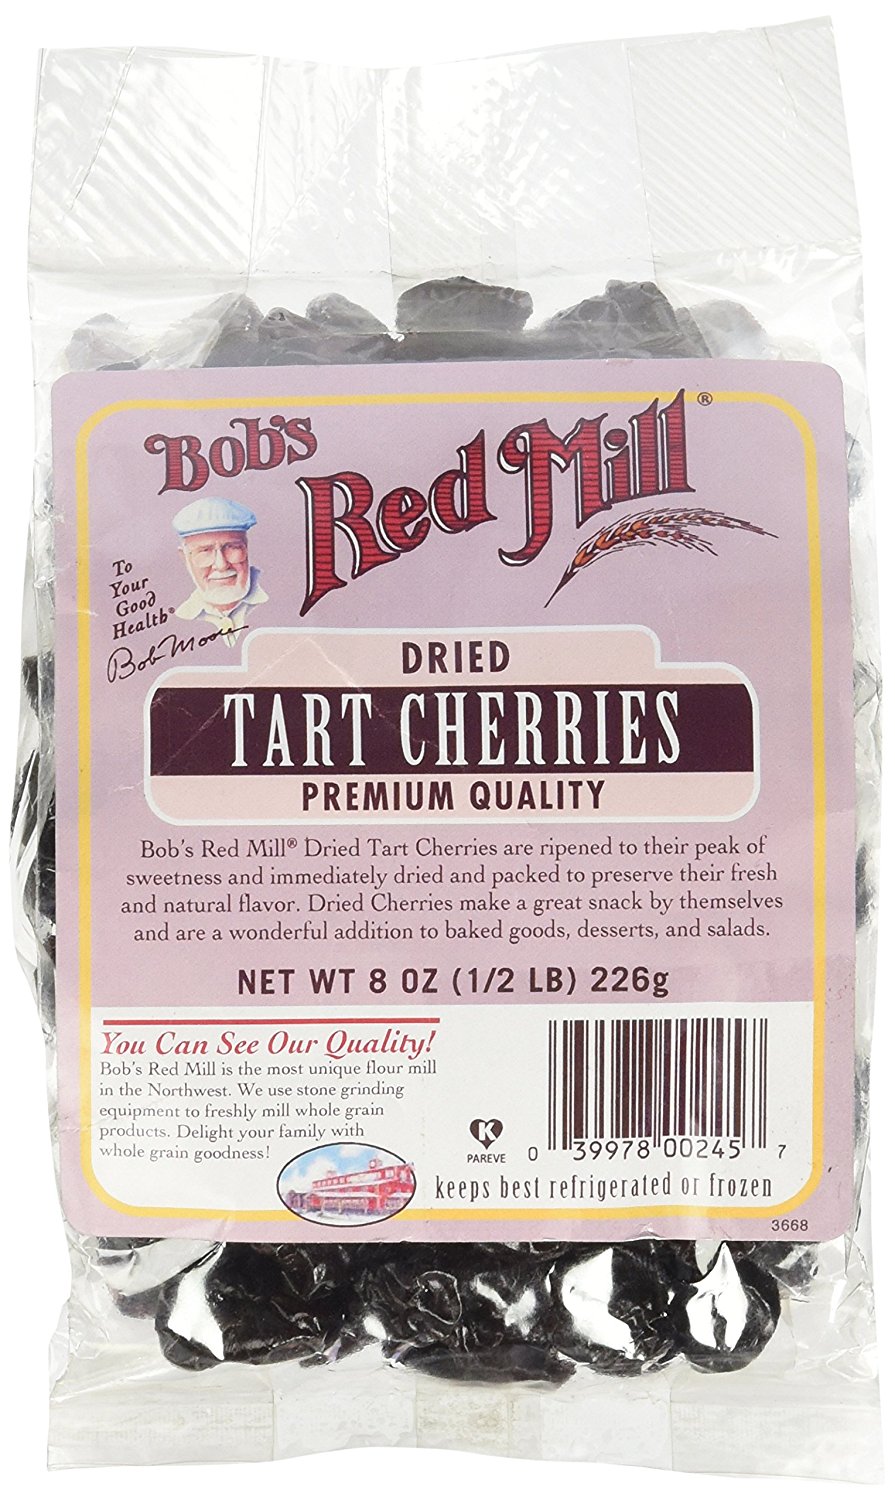 Bob's
Red Mill®
To
Your
Good
Health®
Bob Moore
DRIED
TART CHERRIES
PREMIUM QUALITY
Bob's Red Mill® Dried Tart Cherries are ripened to their peak of
sweetness and immediately dried and packed to preserve their fresh
and natural flavor. Dried Cherries make a great snack by themselves
and are a wonderful addition to baked goods, desserts, and salads.
NET WT 8 OZ (1/2 LB) 226g
You Can See Our Quality!
Bob's Red Mill is the most unique flour mill
in the Northwest. We use stone grinding
equipment to freshly mill whole grain
products. Delight your family with
whole grain goodness!
K
PAREVE
0 39978 00245 7
keeps best refrigerated or frozen
3668